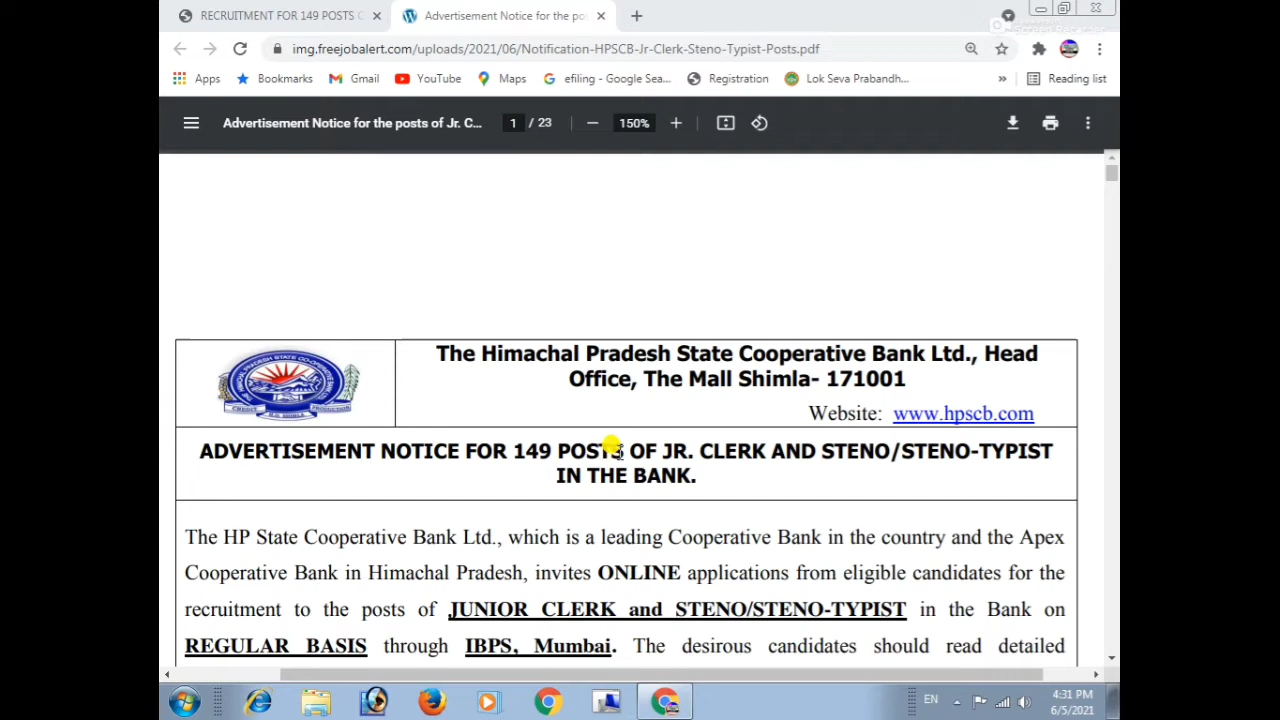 RECRUITMENT FOR 149 POSTS
Advertisement Notice for the po
img.freejobalert.com/uploads/2021/06/Notification-HPSCB-Jr-Clerk-Steno-Typist-Posts.pdf
Apps Bookmarks Gmail YouTube Maps efiling - Google Sea... Registration Lok Seva Prabandh... » Reading list
Advertisement Notice for the posts of Jr. C... 1 / 23 150%
The Himachal Pradesh State Cooperative Bank Ltd., Head
Office, The Mall Shimla- 171001
Website: www.hpscb.com
ADVERTISEMENT NOTICE FOR 149 POSTS OF JR. CLERK AND STENO/STENO-TYPIST
IN THE BANK.
The HP State Cooperative Bank Ltd., which is a leading Cooperative Bank in the country and the Apex
Cooperative Bank in Himachal Pradesh, invites ONLINE applications from eligible candidates for the
recruitment to the posts of JUNIOR CLERK and STENO/STENO-TYPIST in the Bank on
REGULAR BASIS through IBPS, Mumbai. The desirous candidates should read detailed
EN
4:31 PM
6/5/2021